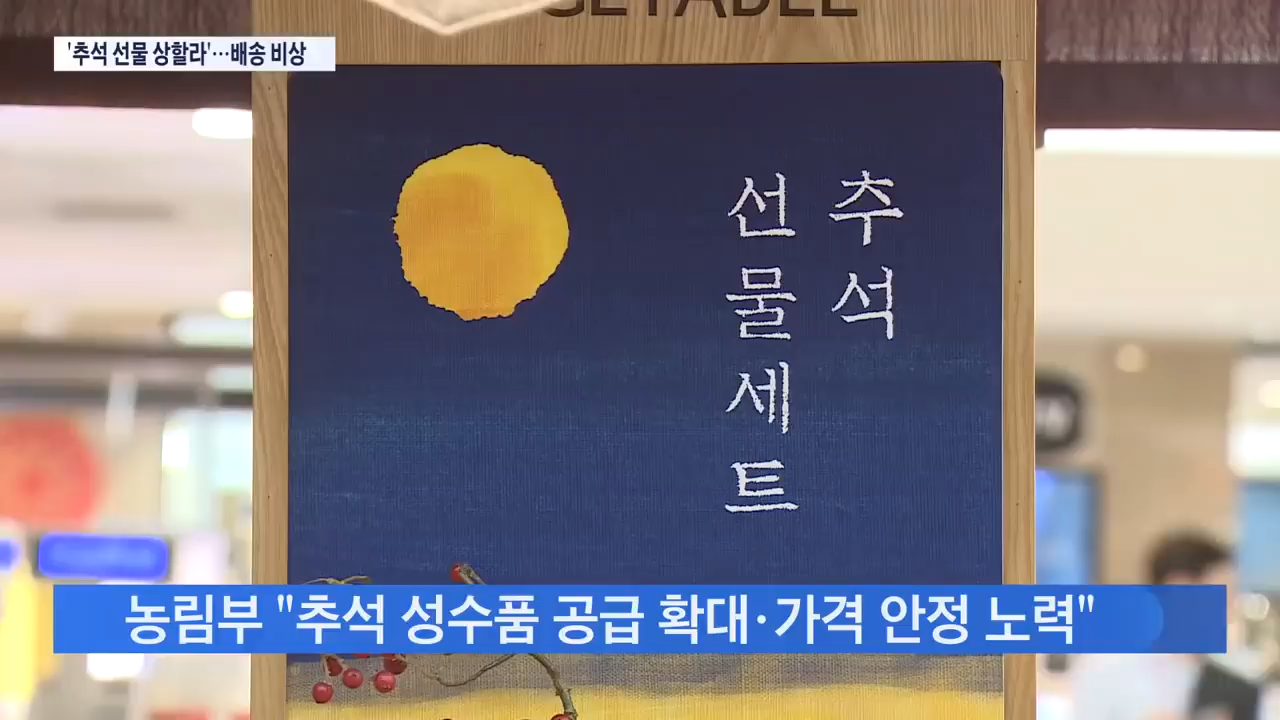 '추석 선물 상할라'…배송 비상
추석
선물세트
농림부 "추석 성수품 공급 확대·가격 안정 노력"